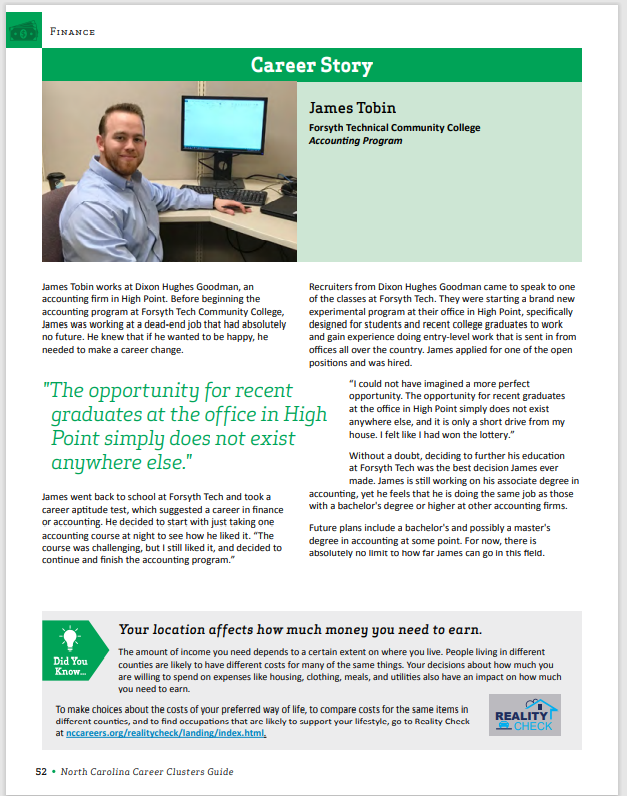 Finance
Career Story
James Tobin
Forsyth Technical Community College
Accounting Program
James Tobin works at Dixon Hughes Goodman, an
accounting firm in High Point. Before beginning the
accounting program at Forsyth Tech Community College,
James was working at a dead-end job that had absolutely
no future. He knew that if he wanted to be happy, he
needed to make a career change.
"The opportunity for recent
graduates at the office in High
Point simply does not exist
anywhere else."
James went back to school at Forsyth Tech and took a
career aptitude test, which suggested a career in finance
or accounting. He decided to start with just taking one
accounting course at night to see how he liked it. “The
course was challenging, but I still liked it, and decided to
continue and finish the accounting program.”
Recruiters from Dixon Hughes Goodman came to speak to one
of the classes at Forsyth Tech. They were starting a brand new
experimental program at their office in High Point, specifically
designed for students and recent college graduates to work
and gain experience doing entry-level work that is sent in from
offices all over the country. James applied for one of the open
positions and was hired.
“I could not have imagined a more perfect
opportunity. The opportunity for recent graduates
at the office in High Point simply does not exist
anywhere else, and it is only a short drive from my
house. I felt like I had won the lottery.”
Without a doubt, deciding to further his education
at Forsyth Tech was the best decision James ever
made. James is still working on his associate degree in
accounting, yet he feels that he is doing the same job as those
with a bachelor's degree or higher at other accounting firms.
Future plans include a bachelor's and possibly a master's
degree in accounting at some point. For now, there is
absolutely no limit to how far James can go in this field.
Did You
Know...
Your location affects how much money you need to earn.
The amount of income you need depends to a certain extent on where you live. People living in different
counties are likely to have different costs for many of the same things. Your decisions about how much you
are willing to spend on expenses like housing, clothing, meals, and utilities also have an impact on how much
you need to earn.
To make choices about the costs of your preferred way of life, to compare costs for the same items in
different counties, and to find occupations that are likely to support your lifestyle, go to Reality Check
at nccareers.org/realitycheck/landing/index.html.
REALITY
CHECK
52 • North Carolina Career Clusters Guide